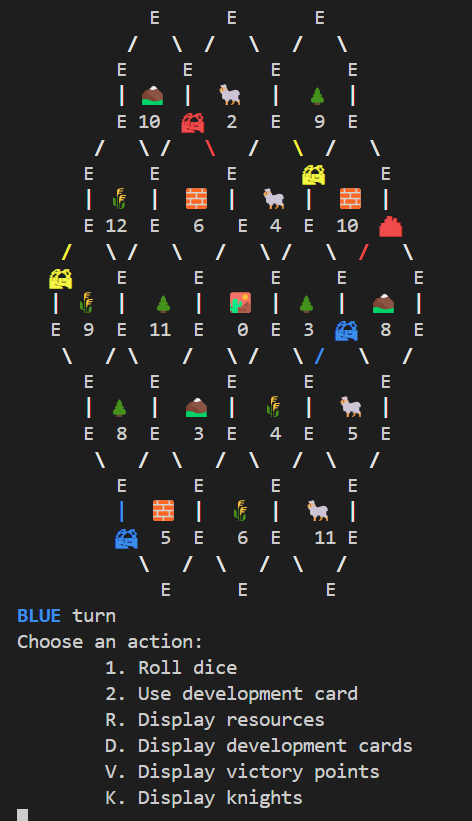 E E E
/ \ / \ / \
E E E E
| | | |
E 10 2 E 9 E
/ \ / \ / \ / \
E E E E
| | | | |
E 12 E 6 E 4 E 10
/ \ / \ / \ / \ / \
E E E E E
| | | | | |
E 9 E 11 E 0 E 3 8 E
\ / \ / \ / \ / \ /
E E E E E
| | | | |
E 8 E 3 E 4 E 5 E
\ / \ / \ / \ /
E E E E
| | | |
5 E 6 E 11 E
\ / \ / \ /
E E E
BLUE turn
Choose an action:
1. Roll dice
2. Use development card
R. Display resources
D. Display development cards
V. Display victory points
K. Display knights